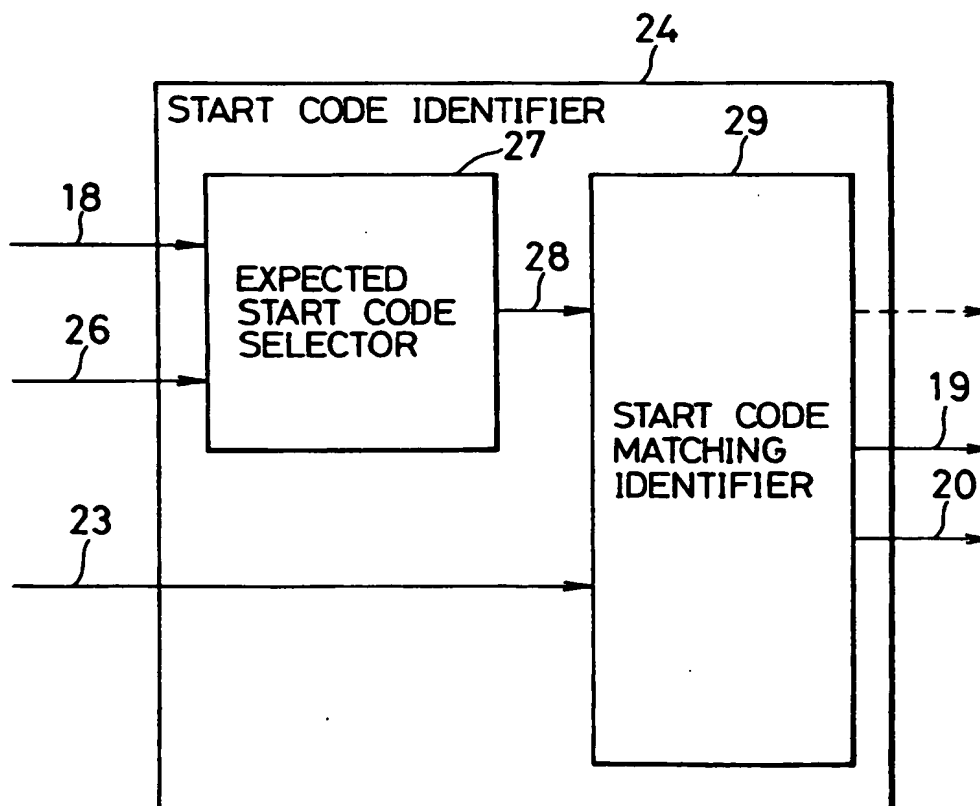 24
START CODE IDENTIFIER
27
29
18
EXPECTED
START CODE
SELECTOR
28
26
START CODE
MATCHING
IDENTIFIER
19
20
23